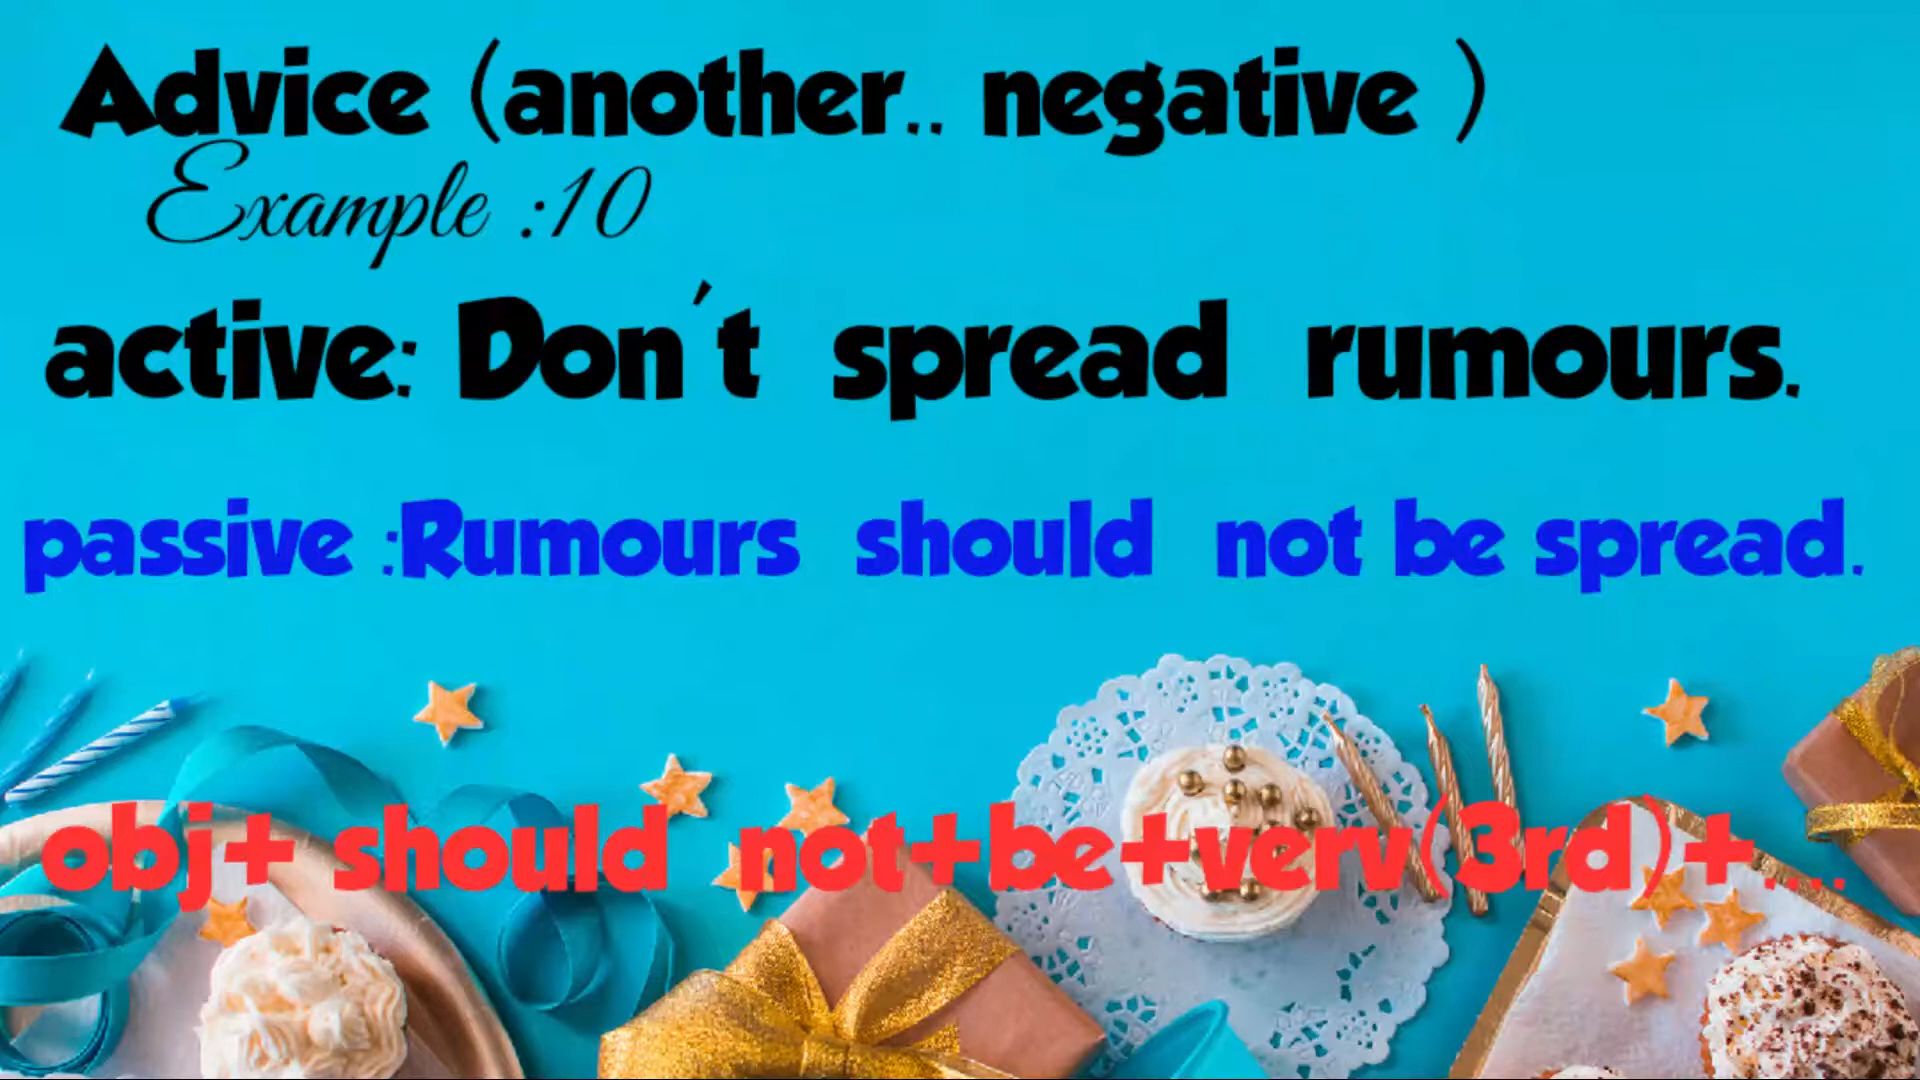 Advice (another.. negative )
Example :10
active: Don't spread rumours.
passive :Rumours should not be spread.
obj+ should not+be+verv(3rd)+....